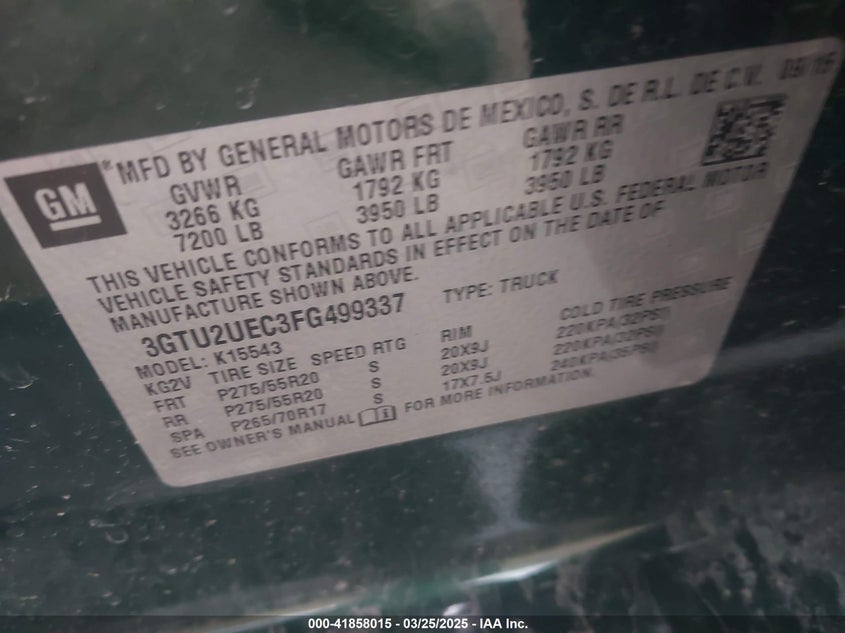 GM
*MFD BY GENERAL MOTORS DE MEXICO, S. DE R.L. DE C.V. 09/15
GVWR GAWR FRT GAWR RR
3266 KG 1792 KG 1792 KG
7200 LB 3950 LB 3950 LB
THIS VEHICLE CONFORMS TO ALL APPLICABLE U.S. FEDERAL MOTOR
VEHICLE SAFETY STANDARDS IN EFFECT ON THE DATE OF
MANUFACTURE SHOWN ABOVE.
3GTU2UEC3FG499337 TYPE: TRUCK
MODEL: K15543
KG2V TIRE SIZE SPEED RTG RIM COLD TIRE PRESSURE
FRT P275/55R20 S 20X9J 220KPA(32PSI)
RR P275/55R20 S 20X9J 220KPA(32PSI)
SPA P265/70R17 S 17X7.5J 240KPA(35PSI)
SEE OWNER'S MANUAL FOR MORE INFORMATION.
000-41858015 / 03/25/2025 - IAA Inc.